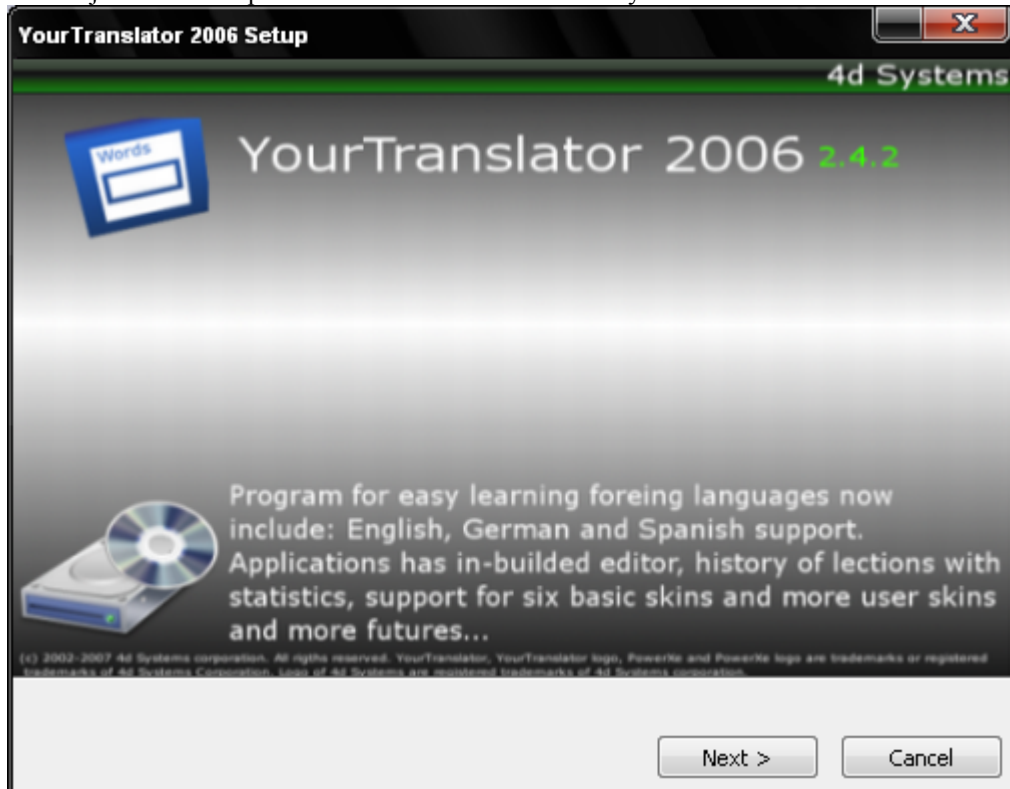 YourTranslator 2006 Setup
4d Systems
Words
YourTranslator 2006 2.4.2
Program for easy learning foreing languages now
include: English, German and Spanish support.
Applications has in-builded editor, history of lections with
statistics, support for six basic skins and more user skins
and more futures...
(c) 2002-2007 4d Systems corporation. All rigths reserved. YourTranslator, YourTranslator logo, PowerXe and PowerXe logo are trademarks or registered
trademarks of 4d Systems Corporation. Logo of 4d Systems are registered trademarks of 4d Systems corporation.
Next >
Cancel